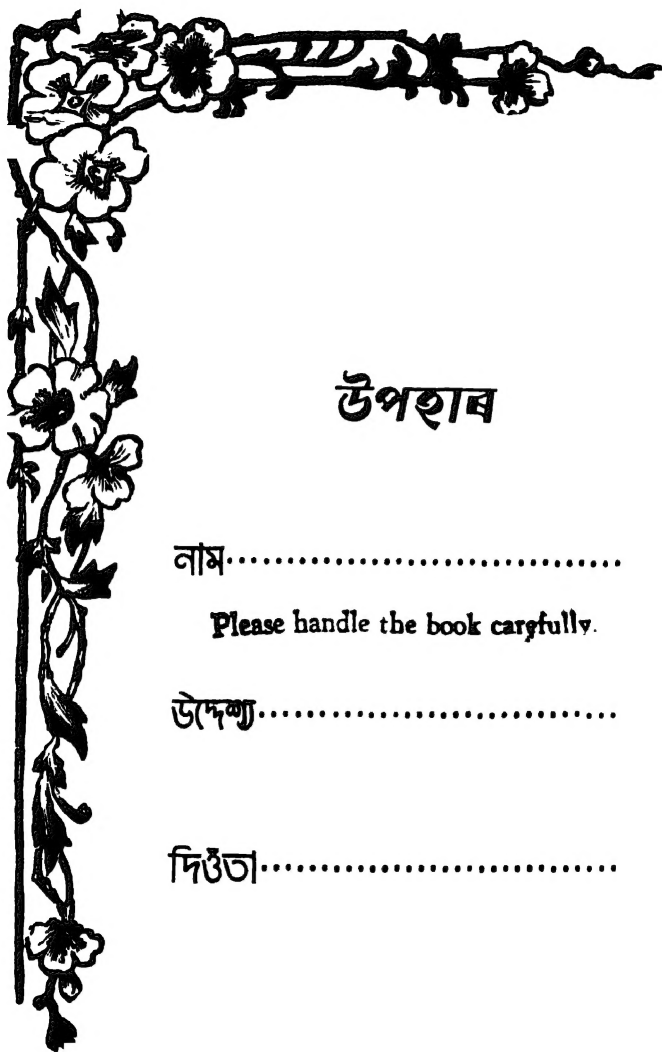 উপহাৰ
নাম..............................
Please handle the book carefully.
উদ্দেশ্য............................
দিওঁতা............................